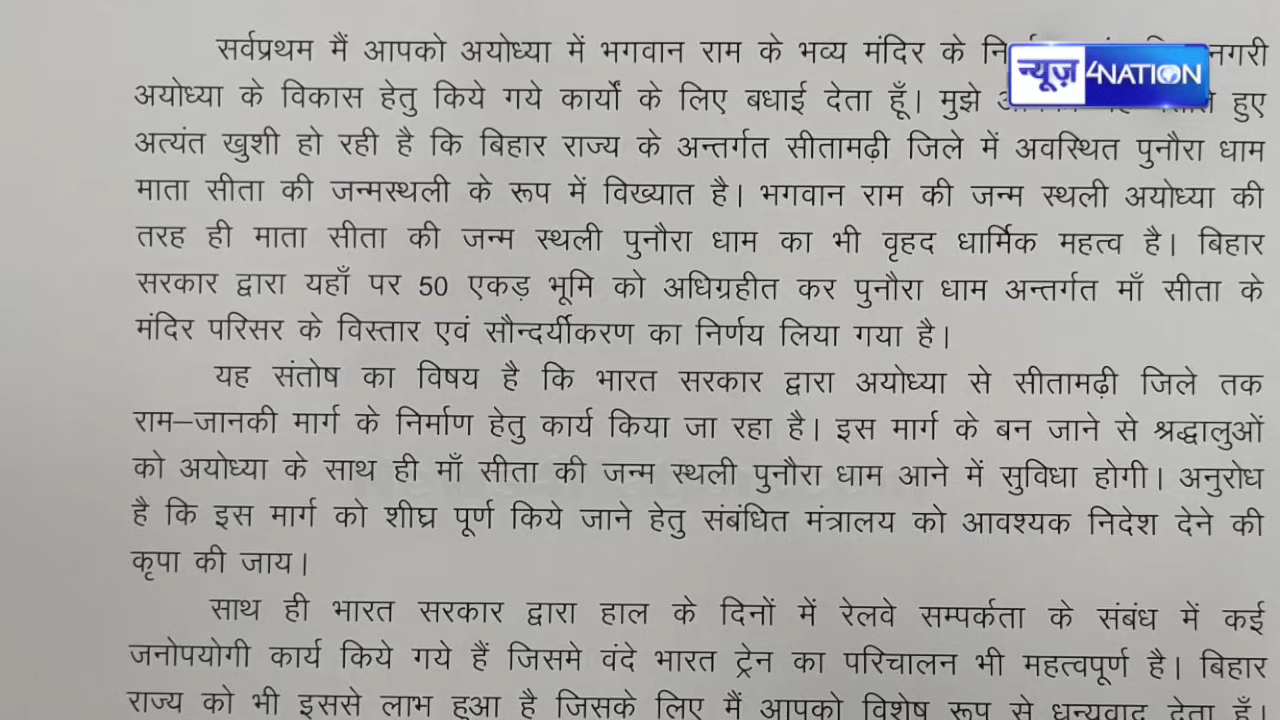 सर्वप्रथम मैं आपको अयोध्या में भगवान राम के भव्य मंदिर के नगरी
न्यूज़ 4NATION
अयोध्या के विकास हेतु किये गये कार्यों के लिए बधाई देता हूँ। मुझे हुए
अत्यंत खुशी हो रही है कि बिहार राज्य के अन्तर्गत सीतामढ़ी जिले में अवस्थित पुनौरा धाम
माता सीता की जन्मस्थली के रूप में विख्यात है। भगवान राम की जन्म स्थली अयोध्या की
तरह ही माता सीता की जन्म स्थली पुनौरा धाम का भी वृहद धार्मिक महत्व है। बिहार
सरकार द्वारा यहाँ पर 50 एकड़ भूमि को अधिग्रहीत कर पुनौरा धाम अन्तर्गत माँ सीता के
मंदिर परिसर के विस्तार एवं सौन्दर्यीकरण का निर्णय लिया गया है।
यह संतोष का विषय है कि भारत सरकार द्वारा अयोध्या से सीतामढ़ी जिले तक
राम–जानकी मार्ग के निर्माण हेतु कार्य किया जा रहा है। इस मार्ग के बन जाने से श्रद्धालुओं
को अयोध्या के साथ ही माँ सीता की जन्म स्थली पुनौरा धाम आने में सुविधा होगी। अनुरोध
है कि इस मार्ग को शीघ्र पूर्ण किये जाने हेतु संबंधित मंत्रालय को आवश्यक निदेश देने की
कृपा की जाय।
साथ ही भारत सरकार द्वारा हाल के दिनों में रेलवे सम्पर्कता के संबंध में कई
जनोपयोगी कार्य किये गये हैं जिसमे वंदे भारत ट्रेन का परिचालन भी महत्वपूर्ण है। बिहार
राज्य को भी इससे लाभ हुआ है जिसके लिए मैं आपको विशेष रूप से धन्यवाद देता हूँ।